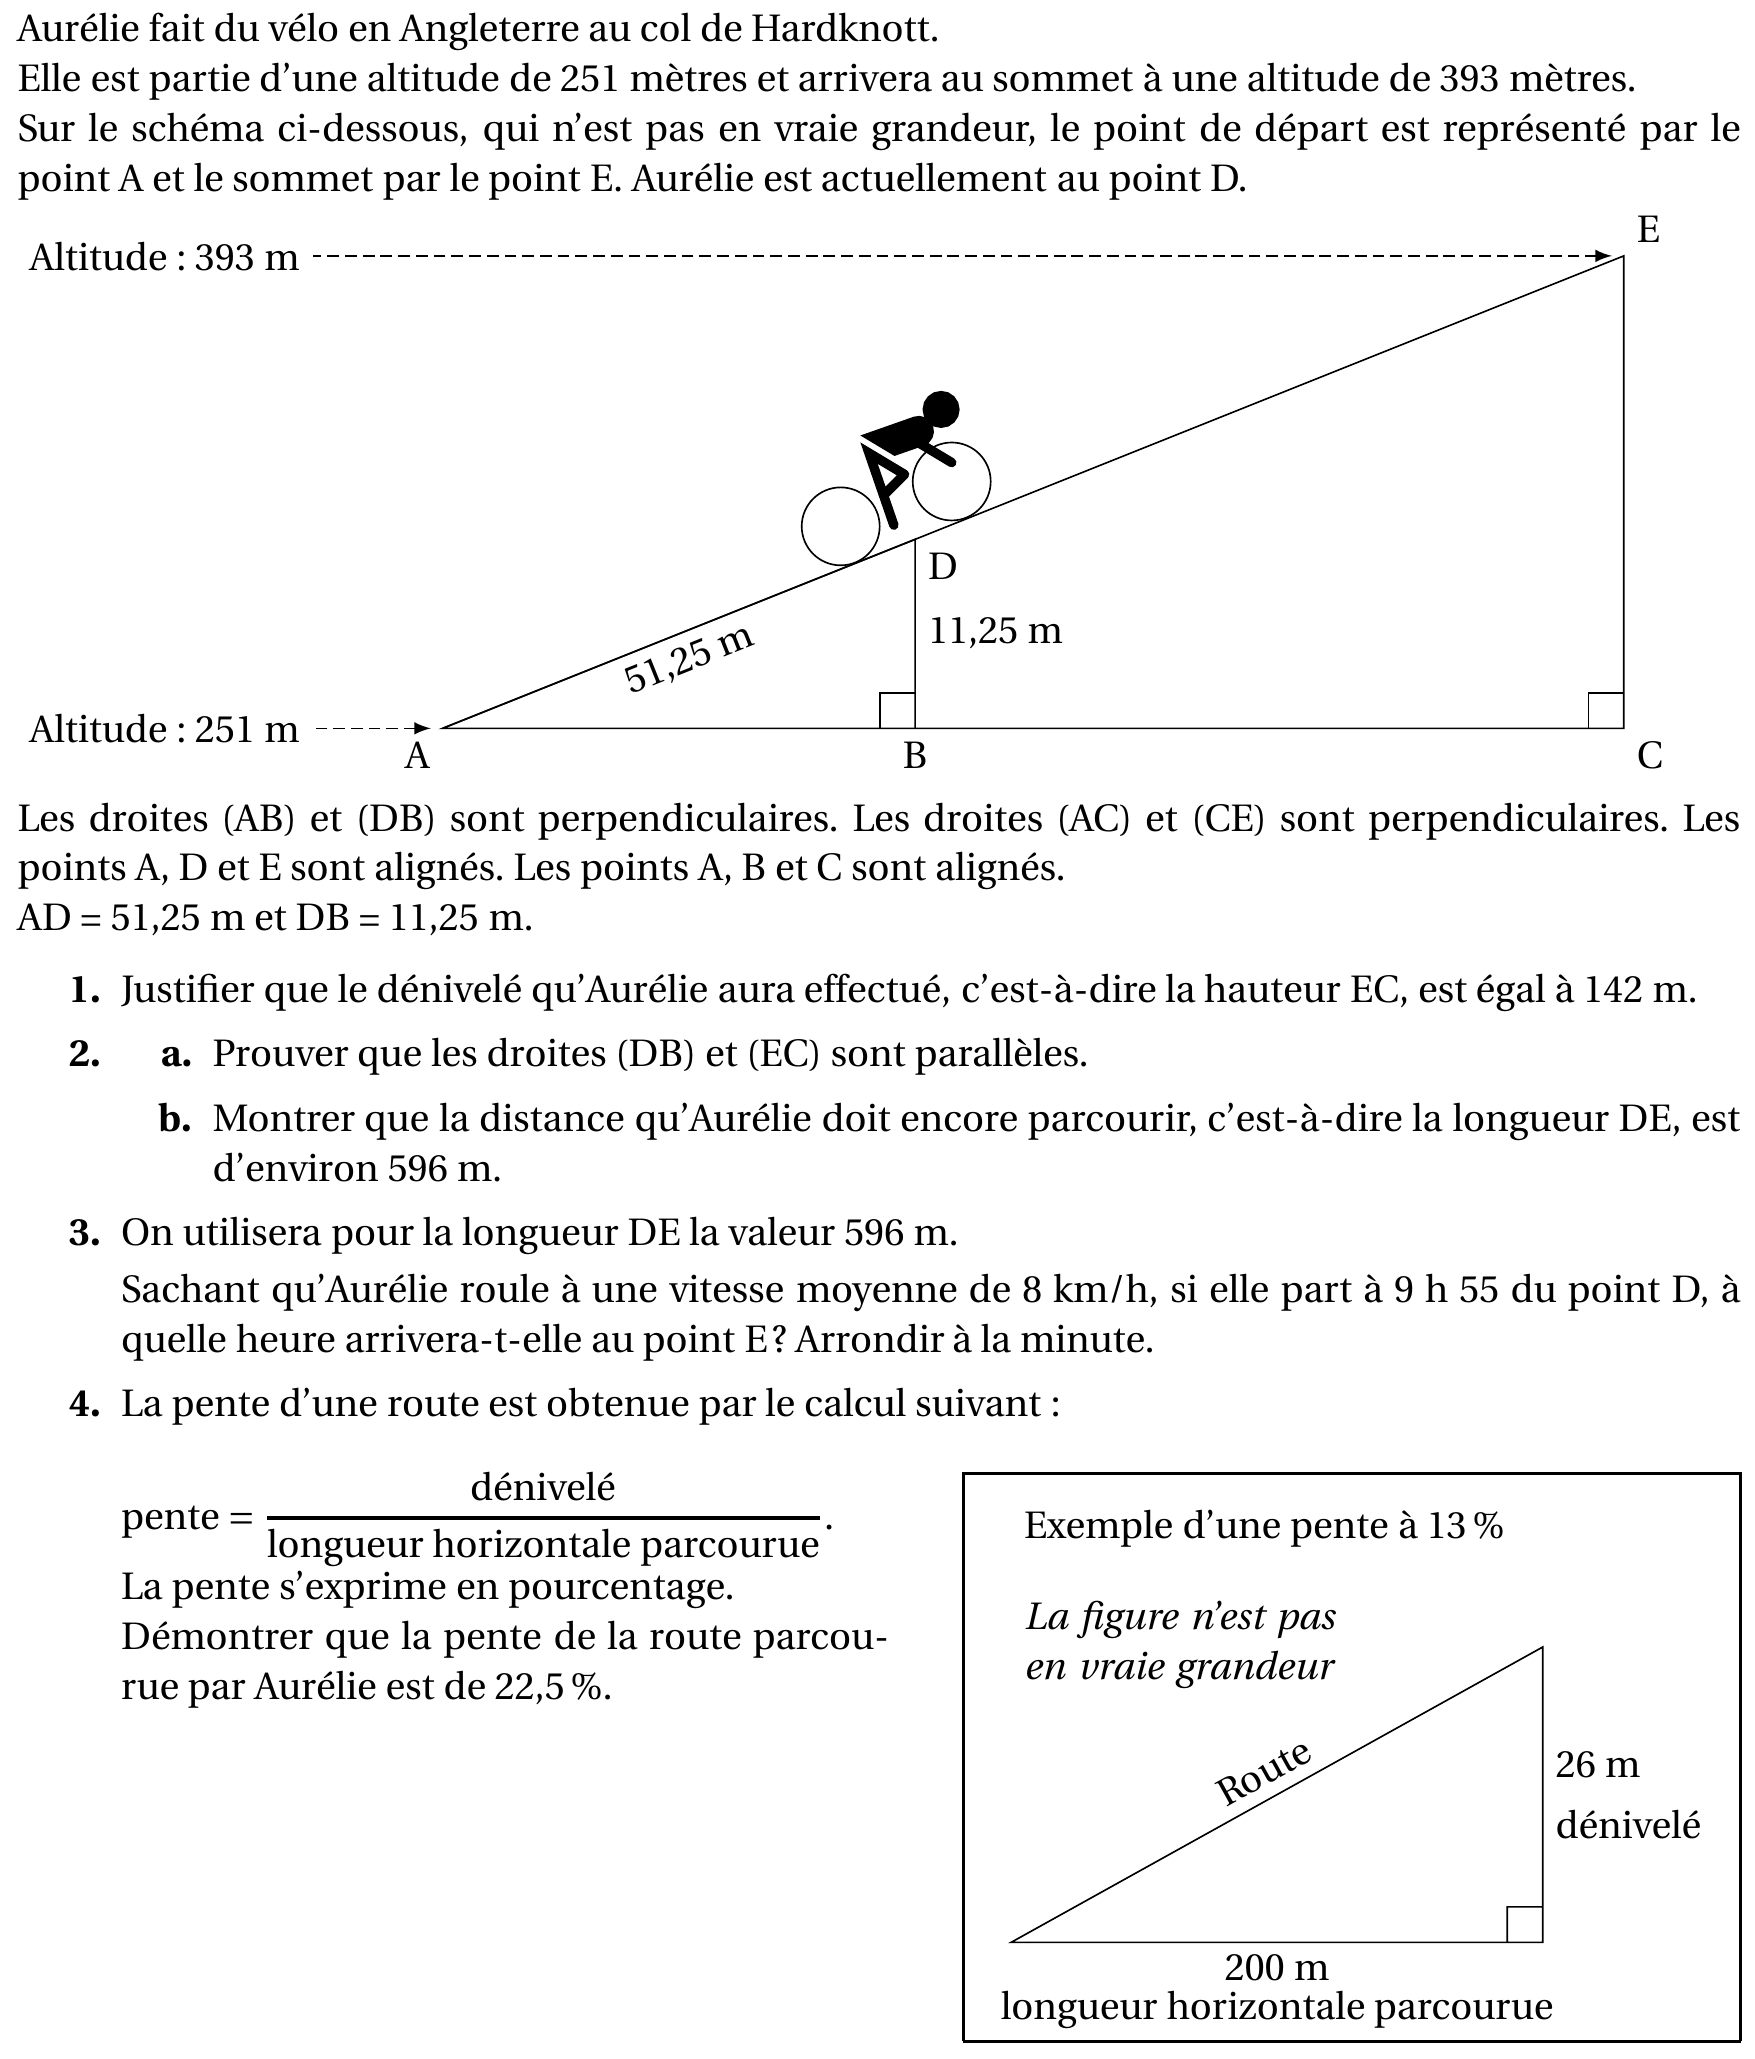 Aurélie fait du vélo en Angleterre au col de Hardknott.
Elle est partie d'une altitude de 251 mètres et arrivera au sommet à une altitude de 393 mètres.
Sur le schéma ci-dessous, qui n'est pas en vraie grandeur, le point de départ est représenté par le
point A et le sommet par le point E. Aurélie est actuellement au point D.
E
Altitude : 393 m
D
11,25 m
51,25 m
Altitude : 251 m
A
B
C
Les droites (AB) et (DB) sont perpendiculaires. Les droites (AC) et (CE) sont perpendiculaires. Les
points A, D et E sont alignés. Les points A, B et C sont alignés.
AD = 51,25 m et DB = 11,25 m.
1. Justifier que le dénivelé qu'Aurélie aura effectué, c'est-à-dire la hauteur EC, est égal à 142 m.
2. a. Prouver que les droites (DB) et (EC) sont parallèles.
b. Montrer que la distance qu'Aurélie doit encore parcourir, c'est-à-dire la longueur DE, est
d'environ 596 m.
3. On utilisera pour la longueur DE la valeur 596 m.
Sachant qu'Aurélie roule à une vitesse moyenne de 8 km/h, si elle part à 9 h 55 du point D, à
quelle heure arrivera-t-elle au point E ? Arrondir à la minute.
4. La pente d'une route est obtenue par le calcul suivant :
dénivelé
pente =
longueur horizontale parcourue.
La pente s'exprime en pourcentage.
Démontrer que la pente de la route parcou-
rue par Aurélie est de 22,5 %.
Exemple d'une pente à 13 %
La figure n'est pas
en vraie grandeur
Route
26 m
dénivelé
200 m
longueur horizontale parcourue